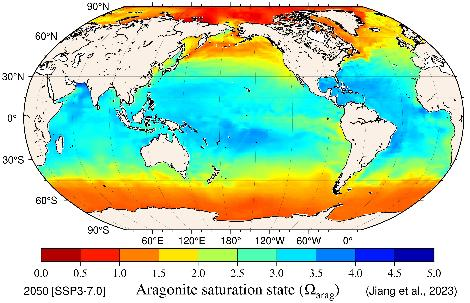 90°N
60°N
30°N
0°
30°S
60°S
90°S
60°E 120°E 180° 120°W 60°W 0°
0.0 0.5 1.0 1.5 2.0 2.5 3.0 3.5 4.0 4.5 5.0
2050 [SSP3-7.0] Aragonite saturation state (Ωarag) (Jiang et al., 2023)